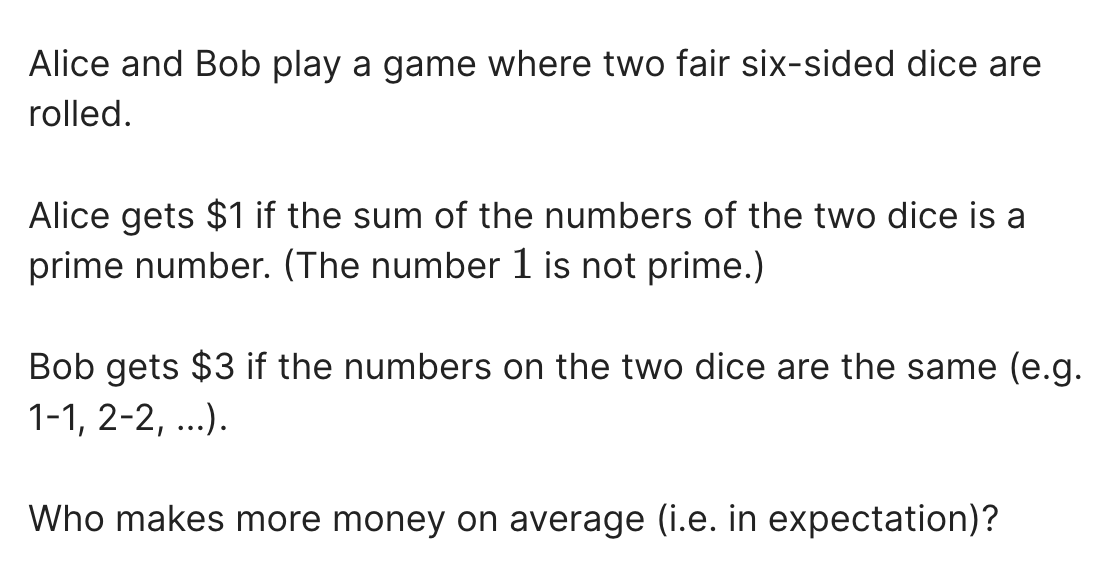 Alice and Bob play a game where two fair six-sided dice are
rolled.
Alice gets $1 if the sum of the numbers of the two dice is a
prime number. (The number 1 is not prime.)
Bob gets $3 if the numbers on the two dice are the same (e.g.
1-1, 2-2, ...).
Who makes more money on average (i.e. in expectation)?